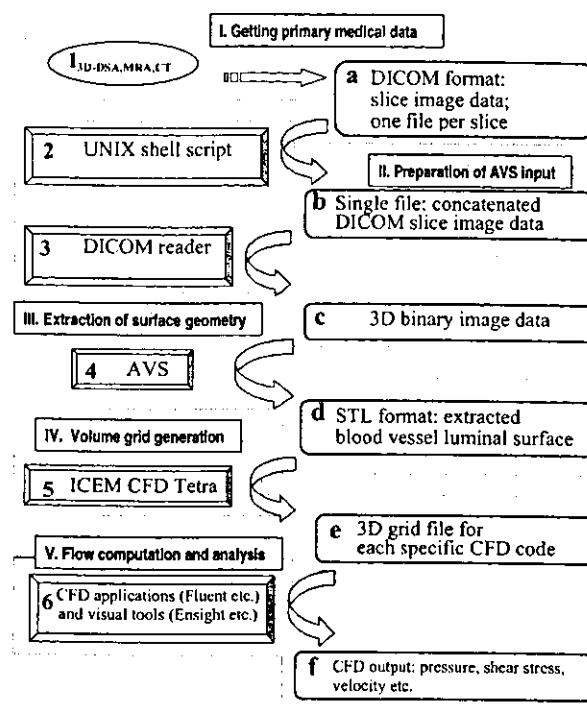 I. Getting primary medical data
1 3D-DSA,MRA,CT
a DICOM format:
slice image data;
one file per slice
2 UNIX shell script
II. Preparation of AVS input
b Single file: concatenated
DICOM slice image data
3 DICOM reader
III. Extraction of surface geometry
c 3D binary image data
4 AVS
d STL format: extracted
blood vessel luminal surface
IV. Volume grid generation
5 ICEM CFD Tetra
e 3D grid file for
each specific CFD code
V. Flow computation and analysis
6 CFD applications (Fluent etc.)
and visual tools (Ensight etc.)
f CFD output: pressure, shear stress,
velocity etc.